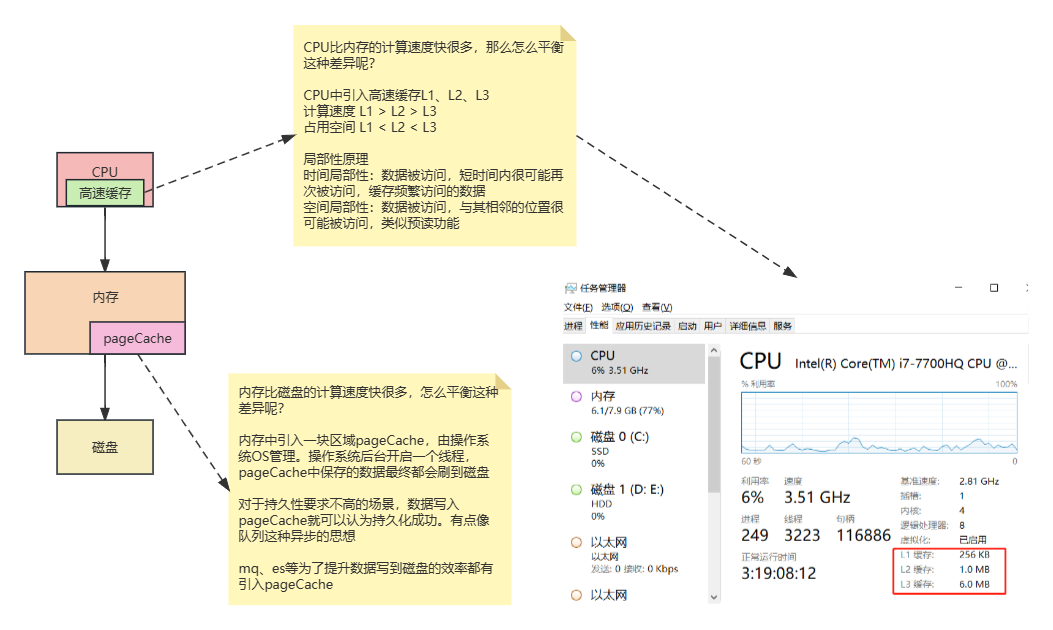 CPU比内存的计算速度快很多，那么怎么平衡
这种差异呢？
CPU中引入高速缓存L1、L2、L3
计算速度 L1 > L2 > L3
占用空间 L1 < L2 < L3
局部性原理
时间局部性：数据被访问，短时间内很可能再
次被访问，缓存频繁访问的数据
空间局部性：数据被访问，与其相邻的位置很
可能被访问，类似预读功能
CPU
高速缓存
内存
pageCache
磁盘
内存比磁盘的计算速度快很多，怎么平衡这种
差异呢？
内存中引入一块区域pageCache，由操作系
统OS管理。操作系统后台开启一个线程，
pageCache中保存的数据最终都会刷到磁盘
对于持久性要求不高的场景，数据写入
pageCache就可以认为持久化成功。有点像
队列这种异步的思想
mq、es等为了提升数据写到磁盘的效率都有
引入pageCache
任务管理器
文件(F) 选项(O) 查看(V)
进程 性能 应用历史记录 启动 用户 详细信息 服务
CPU
6% 3.51 GHz
内存
6.1/7.9 GB (77%)
磁盘 0 (C:)
SSD
0%
磁盘 1 (D: E:)
HDD
0%
以太网
以太网
发送: 0 接收: 0 Kbps
以太网
CPU Intel(R) Core(TM) i7-7700HQ CPU @...
% 利用率 100%
60 秒 0
利用率 速度
6% 3.51 GHz
进程 线程 句柄
249 3223 116886
正常运行时间
3:19:08:12
基准速度: 2.81 GHz
插槽: 1
内核: 4
逻辑处理器: 8
虚拟化: 已启用
L1 缓存: 256 KB
L2 缓存: 1.0 MB
L3 缓存: 6.0 MB